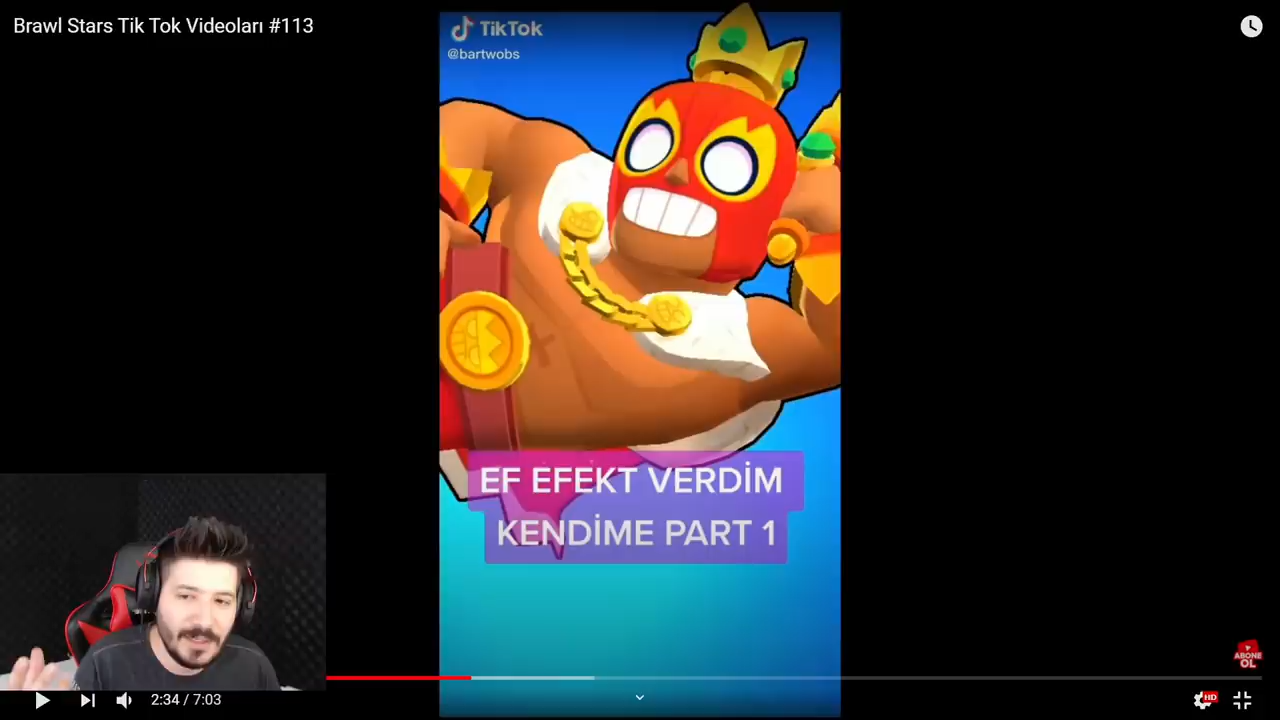 Brawl Stars Tik Tok Videoları #113
TikTok
@bartwobs
EF EFEKT VERDİM
KENDİME PART 1
ABONE
OL
2:34 / 7:03
HD